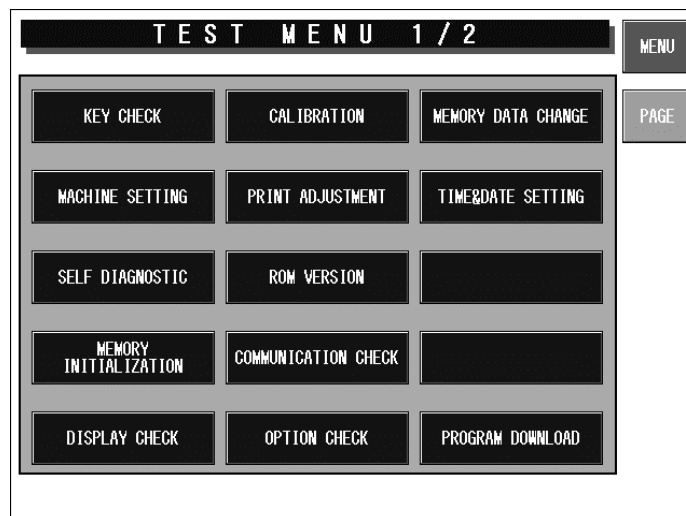 TEST MENU 1/2
MENU
PAGE
KEY CHECK
CALIBRATION
MEMORY DATA CHANGE
MACHINE SETTING
PRINT ADJUSTMENT
TIME&DATE SETTING
SELF DIAGNOSTIC
ROM VERSION
MEMORY
INITIALIZATION
COMMUNICATION CHECK
DISPLAY CHECK
OPTION CHECK
PROGRAM DOWNLOAD